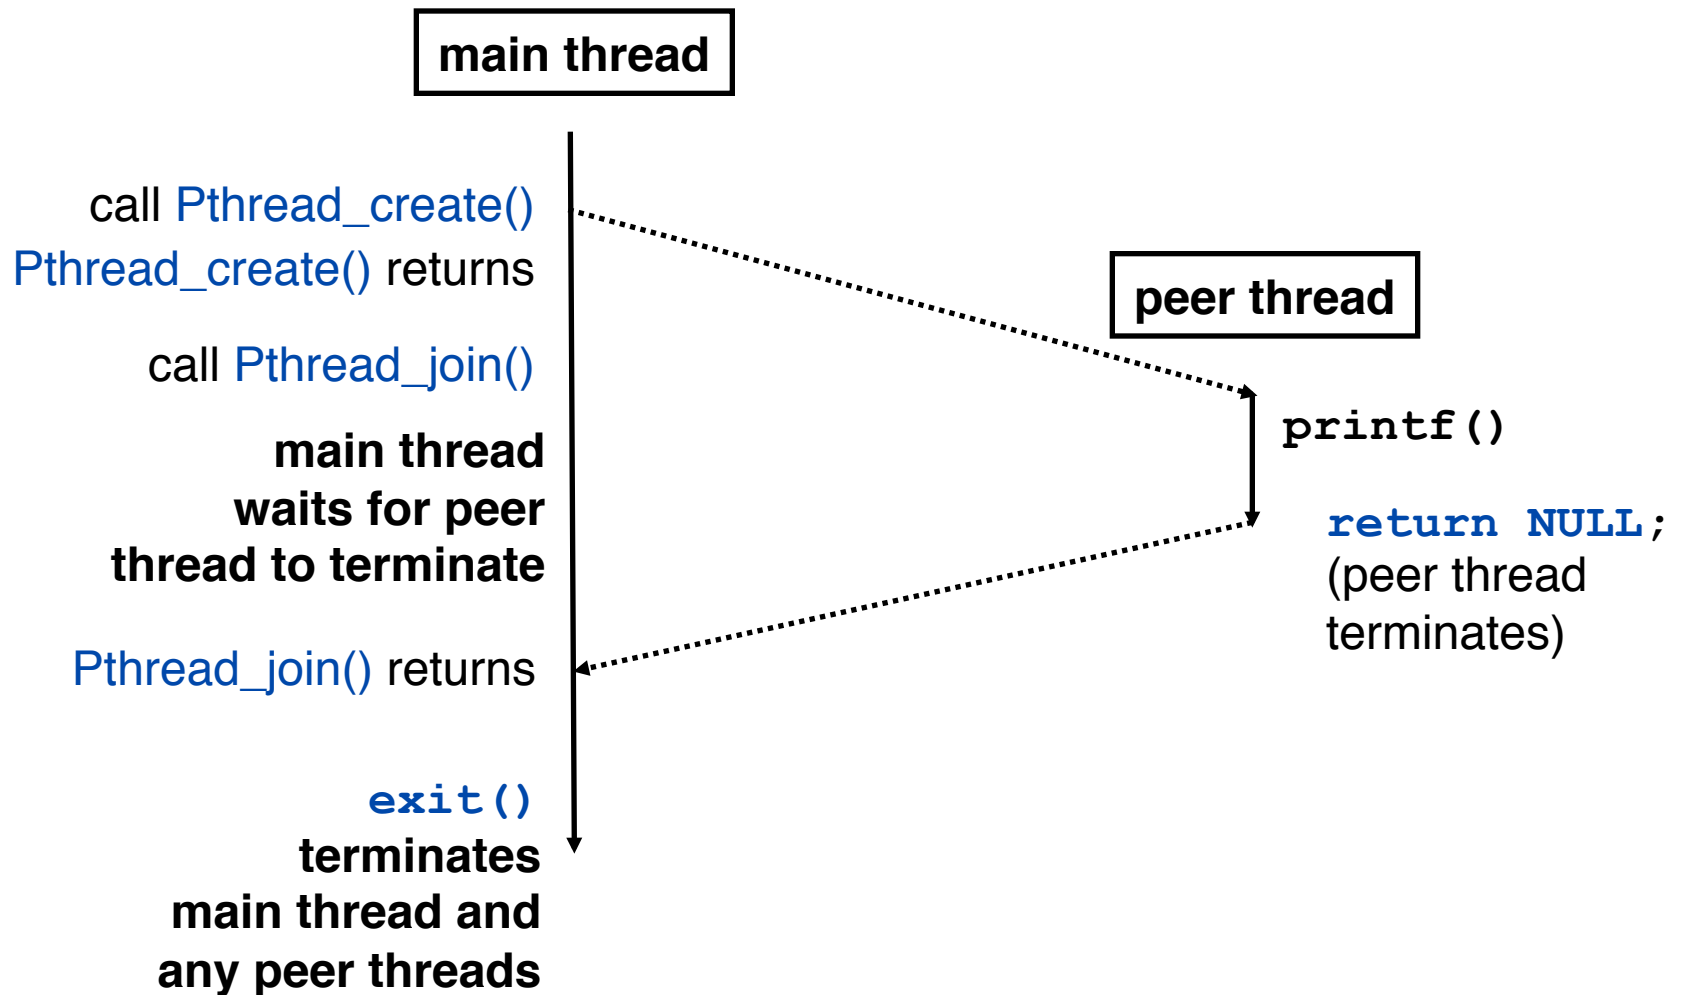 main thread
call Pthread_create()
Pthread_create() returns
call Pthread_join()
main thread
waits for peer
thread to terminate
Pthread_join() returns
exit()
terminates
main thread and
any peer threads
peer thread
printf()
return NULL;
(peer thread
terminates)